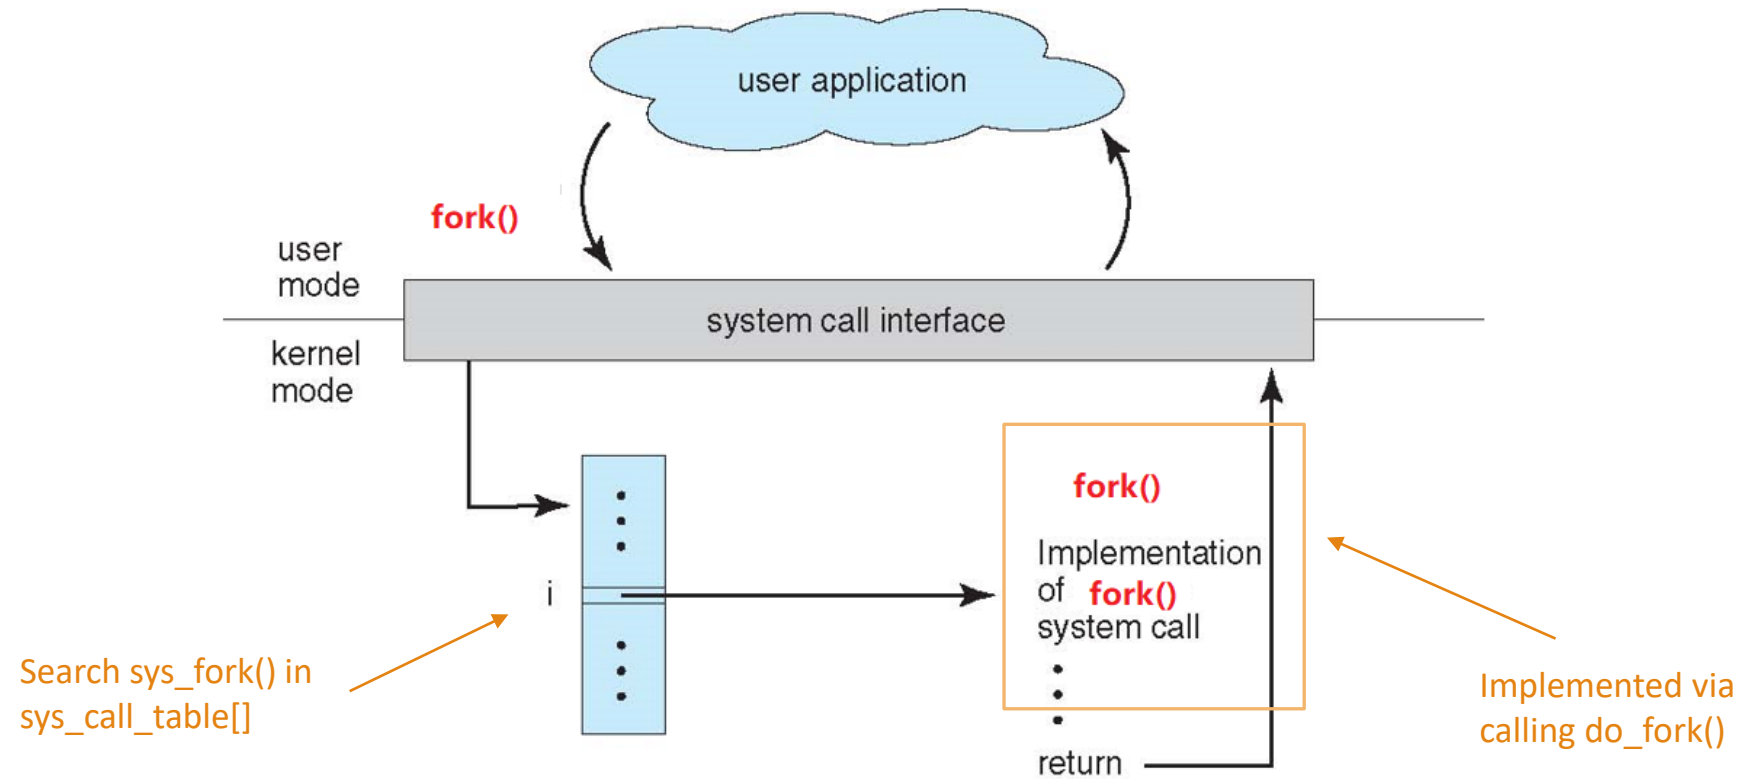 user application
fork()
user
mode
system call interface
kernel
mode
fork()
Implementation
of fork()
system call
i
Search sys_fork() in
sys_call_table[]
Implemented via
calling do_fork()
return